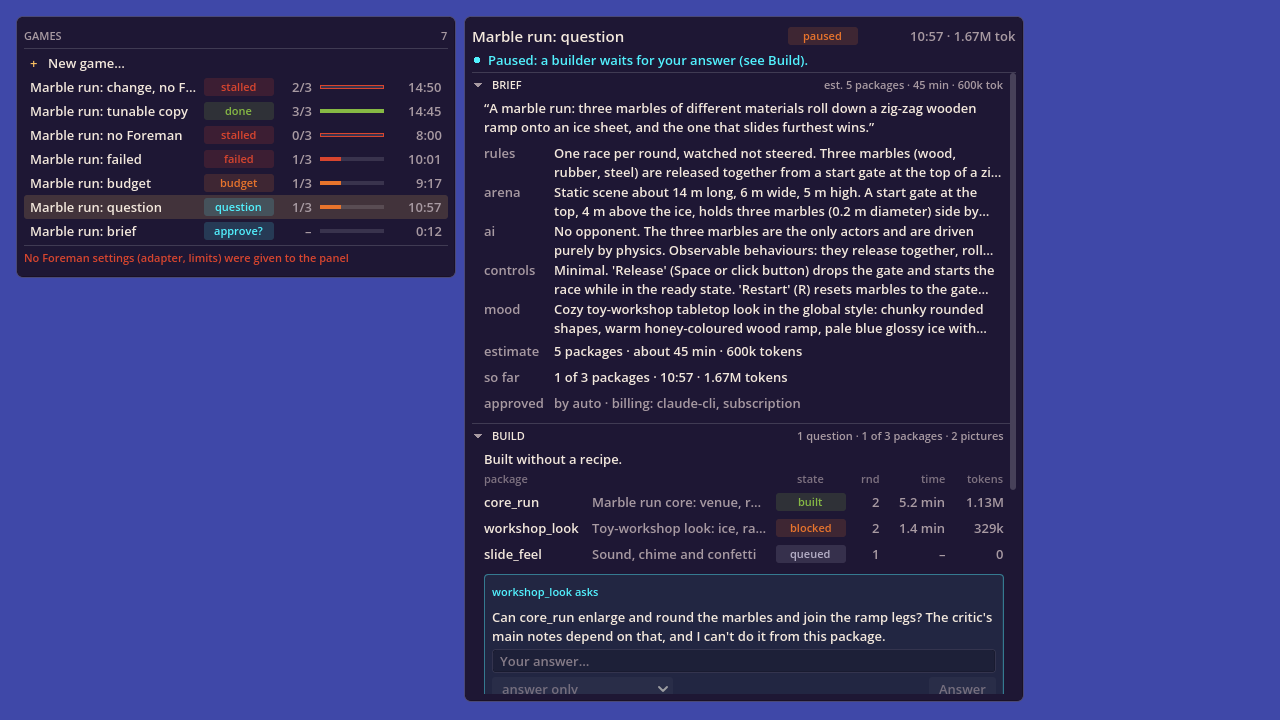 GAMES 7
+ New game...
Marble run: change, no F... stalled 2/3 14:50
Marble run: tunable copy done 3/3 14:45
Marble run: no Foreman stalled 0/3 8:00
Marble run: failed failed 1/3 10:01
Marble run: budget budget 1/3 9:17
Marble run: question question 1/3 10:57
Marble run: brief approve? – 0:12
No Foreman settings (adapter, limits) were given to the panel
Marble run: question paused 10:57 · 1.67M tok
Paused: a builder waits for your answer (see Build).
BRIEF est. 5 packages · 45 min · 600k tok
“A marble run: three marbles of different materials roll down a zig-zag wooden
ramp onto an ice sheet, and the one that slides furthest wins.”
rules One race per round, watched not steered. Three marbles (wood,
rubber, steel) are released together from a start gate at the top of a zi...
arena Static scene about 14 m long, 6 m wide, 5 m high. A start gate at the
top, 4 m above the ice, holds three marbles (0.2 m diameter) side by...
ai No opponent. The three marbles are the only actors and are driven
purely by physics. Observable behaviours: they release together, roll...
controls Minimal. 'Release' (Space or click button) drops the gate and starts the
race while in the ready state. 'Restart' (R) resets marbles to the gate...
mood Cozy toy-workshop tabletop look in the global style: chunky rounded
shapes, warm honey-coloured wood ramp, pale blue glossy ice with...
estimate 5 packages · about 45 min · 600k tokens
so far 1 of 3 packages · 10:57 · 1.67M tokens
approved by auto · billing: claude-cli, subscription
BUILD 1 question · 1 of 3 packages · 2 pictures
Built without a recipe.
package state rnd time tokens
core_run Marble run core: venue, r... built 2 5.2 min 1.13M
workshop_look Toy-workshop look: ice, ra... blocked 2 1.4 min 329k
slide_feel Sound, chime and confetti queued 1 – 0
workshop_look asks
Can core_run enlarge and round the marbles and join the ramp legs? The critic's
main notes depend on that, and I can't do it from this package.
Your answer...
answer only Answer